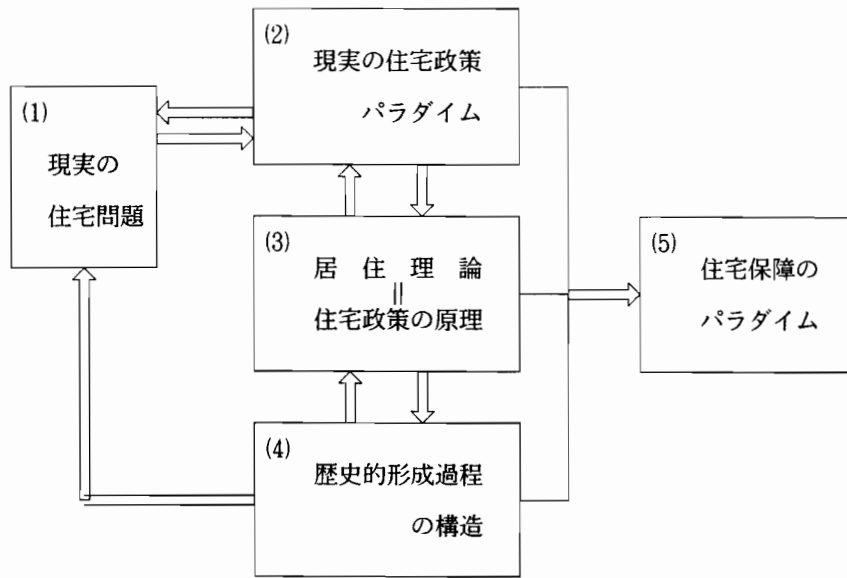 (1)
現実の
住宅問題
(2)
現実の住宅政策
パラダイム
(3)
居 住 理 論
||
住宅政策の原理
(4)
歴史的形成過程
の構造
(5)
住宅保障の
パラダイム